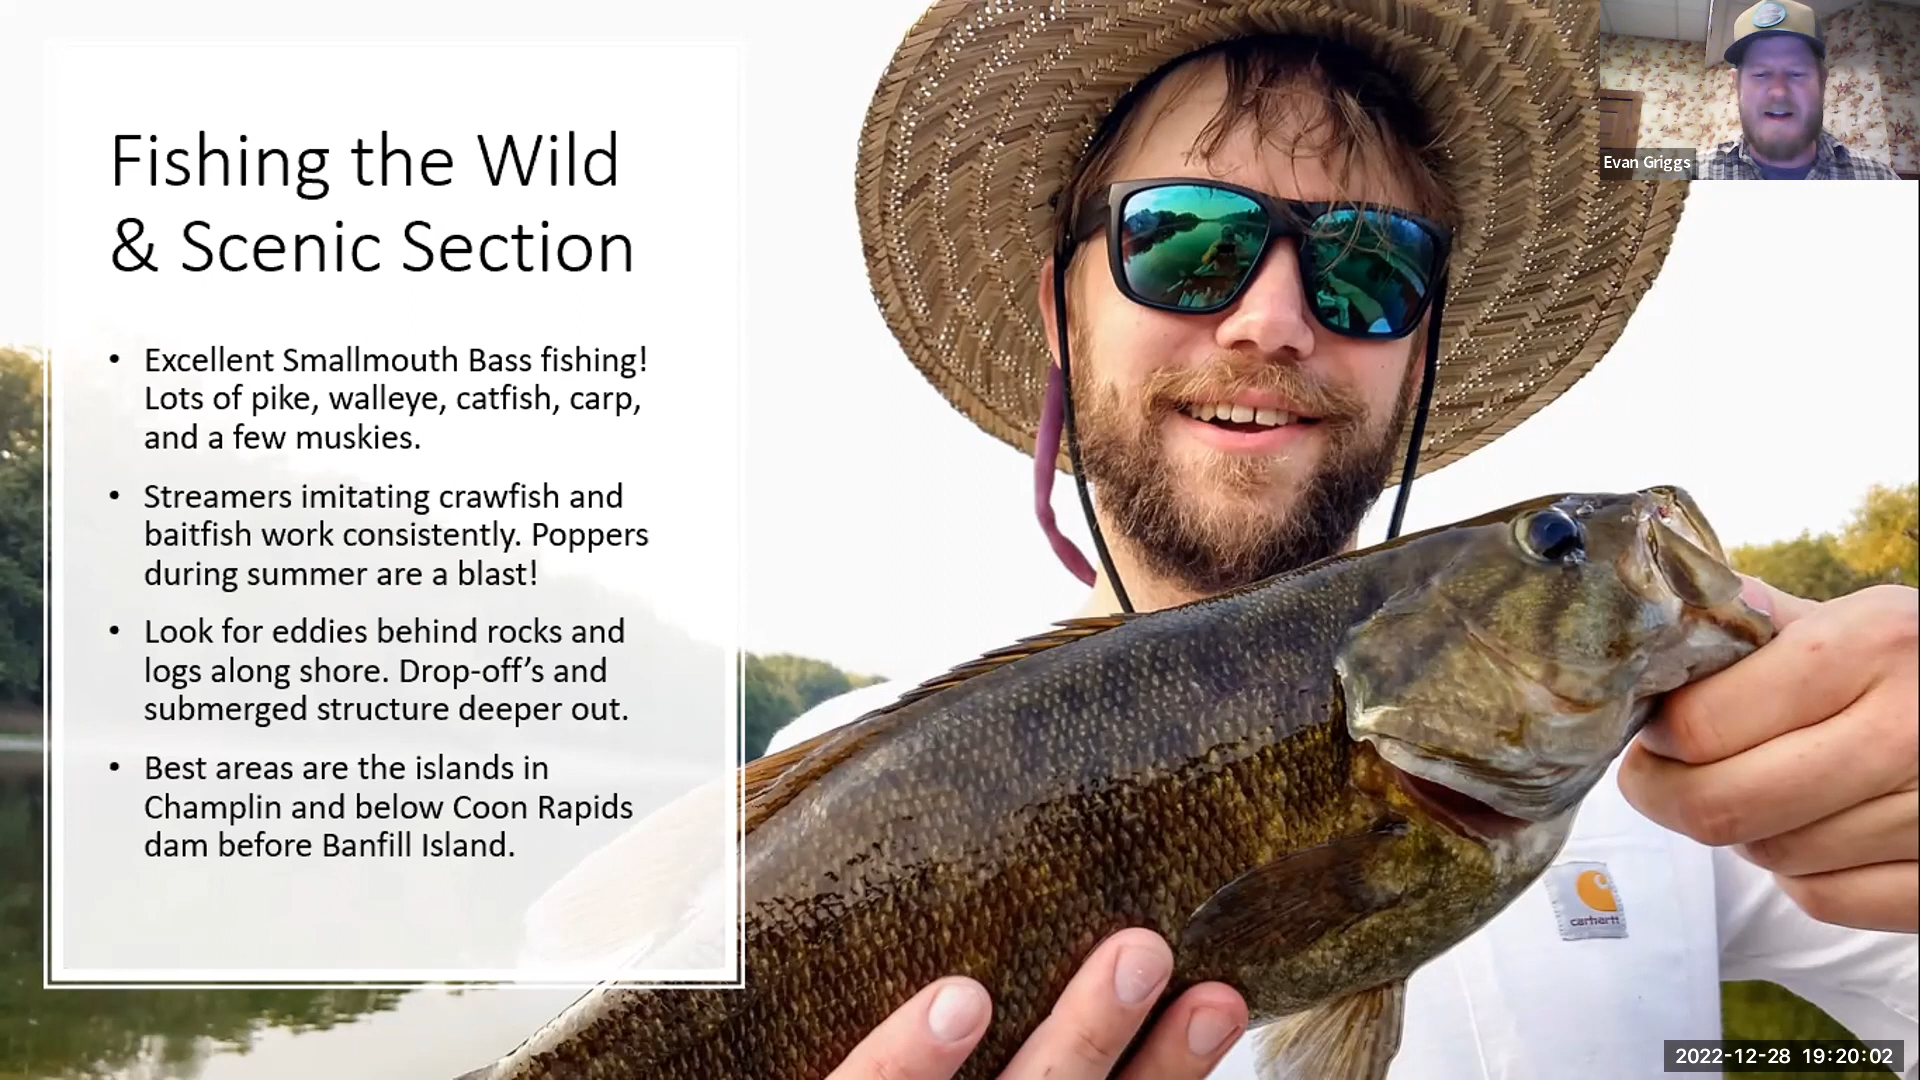 Fishing the Wild
& Scenic Section
• Excellent Smallmouth Bass fishing!
Lots of pike, walleye, catfish, carp,
and a few muskies.
• Streamers imitating crawfish and
baitfish work consistently. Poppers
during summer are a blast!
• Look for eddies behind rocks and
logs along shore. Drop-off’s and
submerged structure deeper out.
• Best areas are the islands in
Champlin and below Coon Rapids
dam before Banfill Island.
Evan Griggs
carhartt
2022-12-28 19:20:02